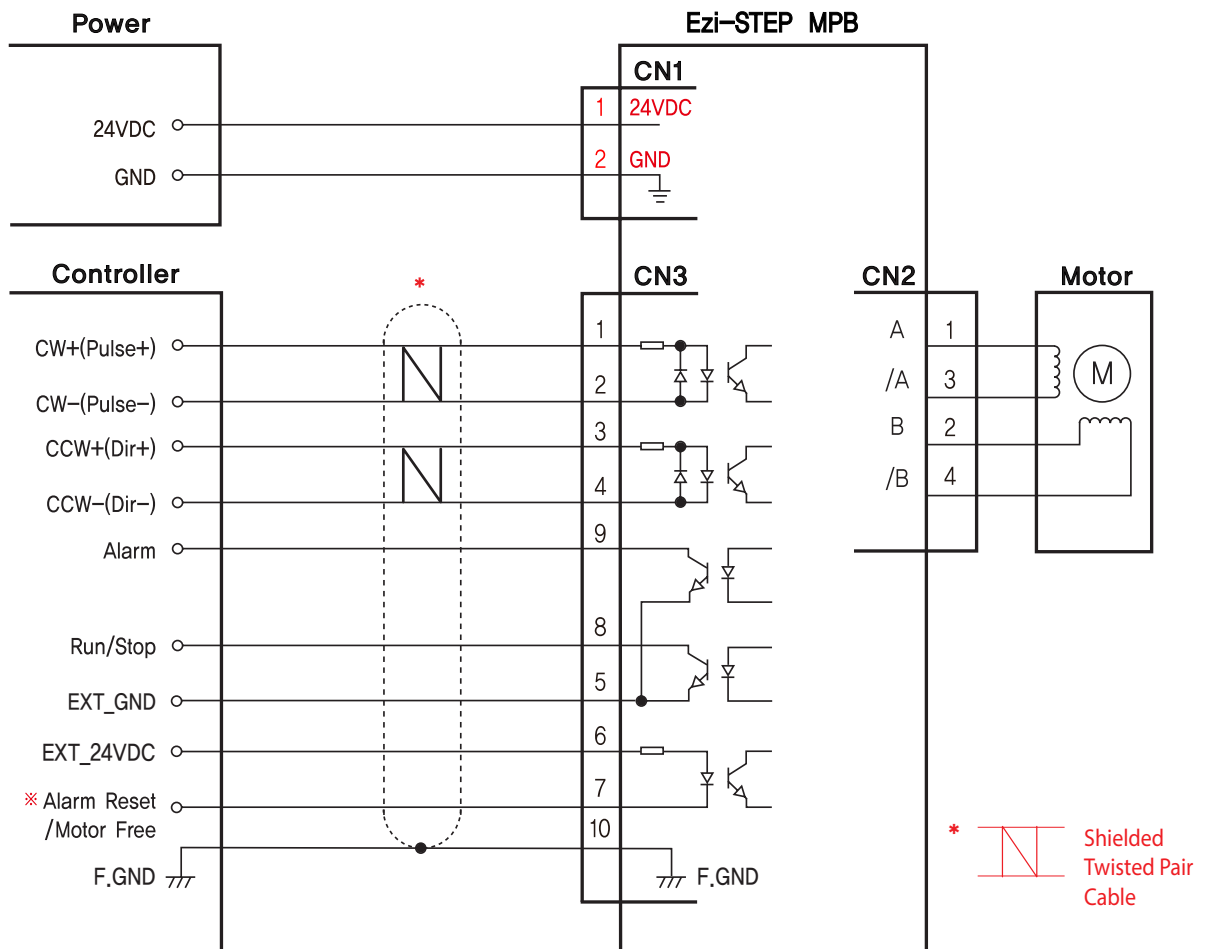 Power
Ezi-STEP MPB
CN1
24VDC
1
24VDC
GND
2
GND
Controller
*
CN3
CN2
Motor
CW+(Pulse+)
1
CW-(Pulse-)
2
CCW+(Dir+)
3
CCW-(Dir-)
4
Alarm
9
Run/Stop
8
EXT_GND
5
EXT_24VDC
6
※ Alarm Reset
/Motor Free
7
10
F.GND
F.GND
A
1
/A
3
B
2
/B
4
M
*
Shielded
Twisted Pair
Cable